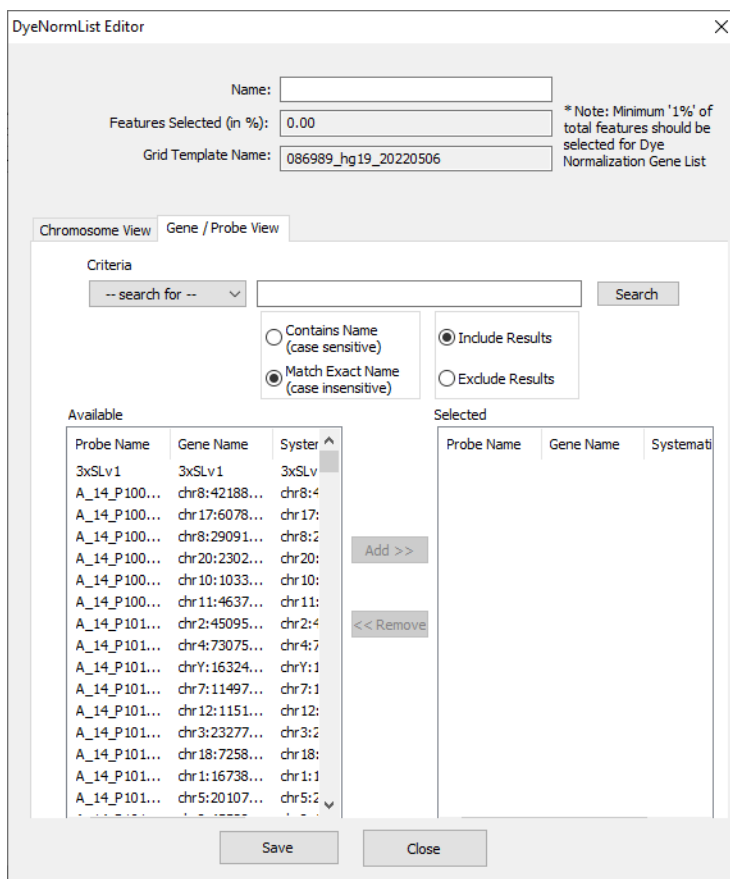 DyeNormList Editor
Name:
Features Selected (in %): 0.00
Grid Template Name: 086989_hg19_20220506
* Note: Minimum '1%' of
total features should be
selected for Dye
Normalization Gene List
Chromosome View Gene / Probe View
Criteria
-- search for -- Search
Contains Name
(case sensitive)
Match Exact Name
(case insensitive)
Include Results
Exclude Results
Available
Probe Name Gene Name System
3xSLv1 3xSLv1 3xSLv
A_14_P100... chr8:42188... chr8:4
A_14_P100... chr17:6078... chr17:
A_14_P100... chr8:29091... chr8:2
A_14_P100... chr20:2302... chr20:
A_14_P100... chr10:1033... chr10:
A_14_P100... chr11:4637... chr11:
A_14_P101... chr2:45095... chr2:4
A_14_P101... chr4:73075... chr4:7
A_14_P101... chrY:16324... chrY:1
A_14_P101... chr7:11497... chr7:1
A_14_P101... chr12:1151... chr12:
A_14_P101... chr3:23277... chr3:2
A_14_P101... chr18:7258... chr18:
A_14_P101... chr1:16738... chr1:1
A_14_P101... chr5:20107... chr5:2
Add >>
<< Remove
Selected
Probe Name Gene Name Systemati
Save Close